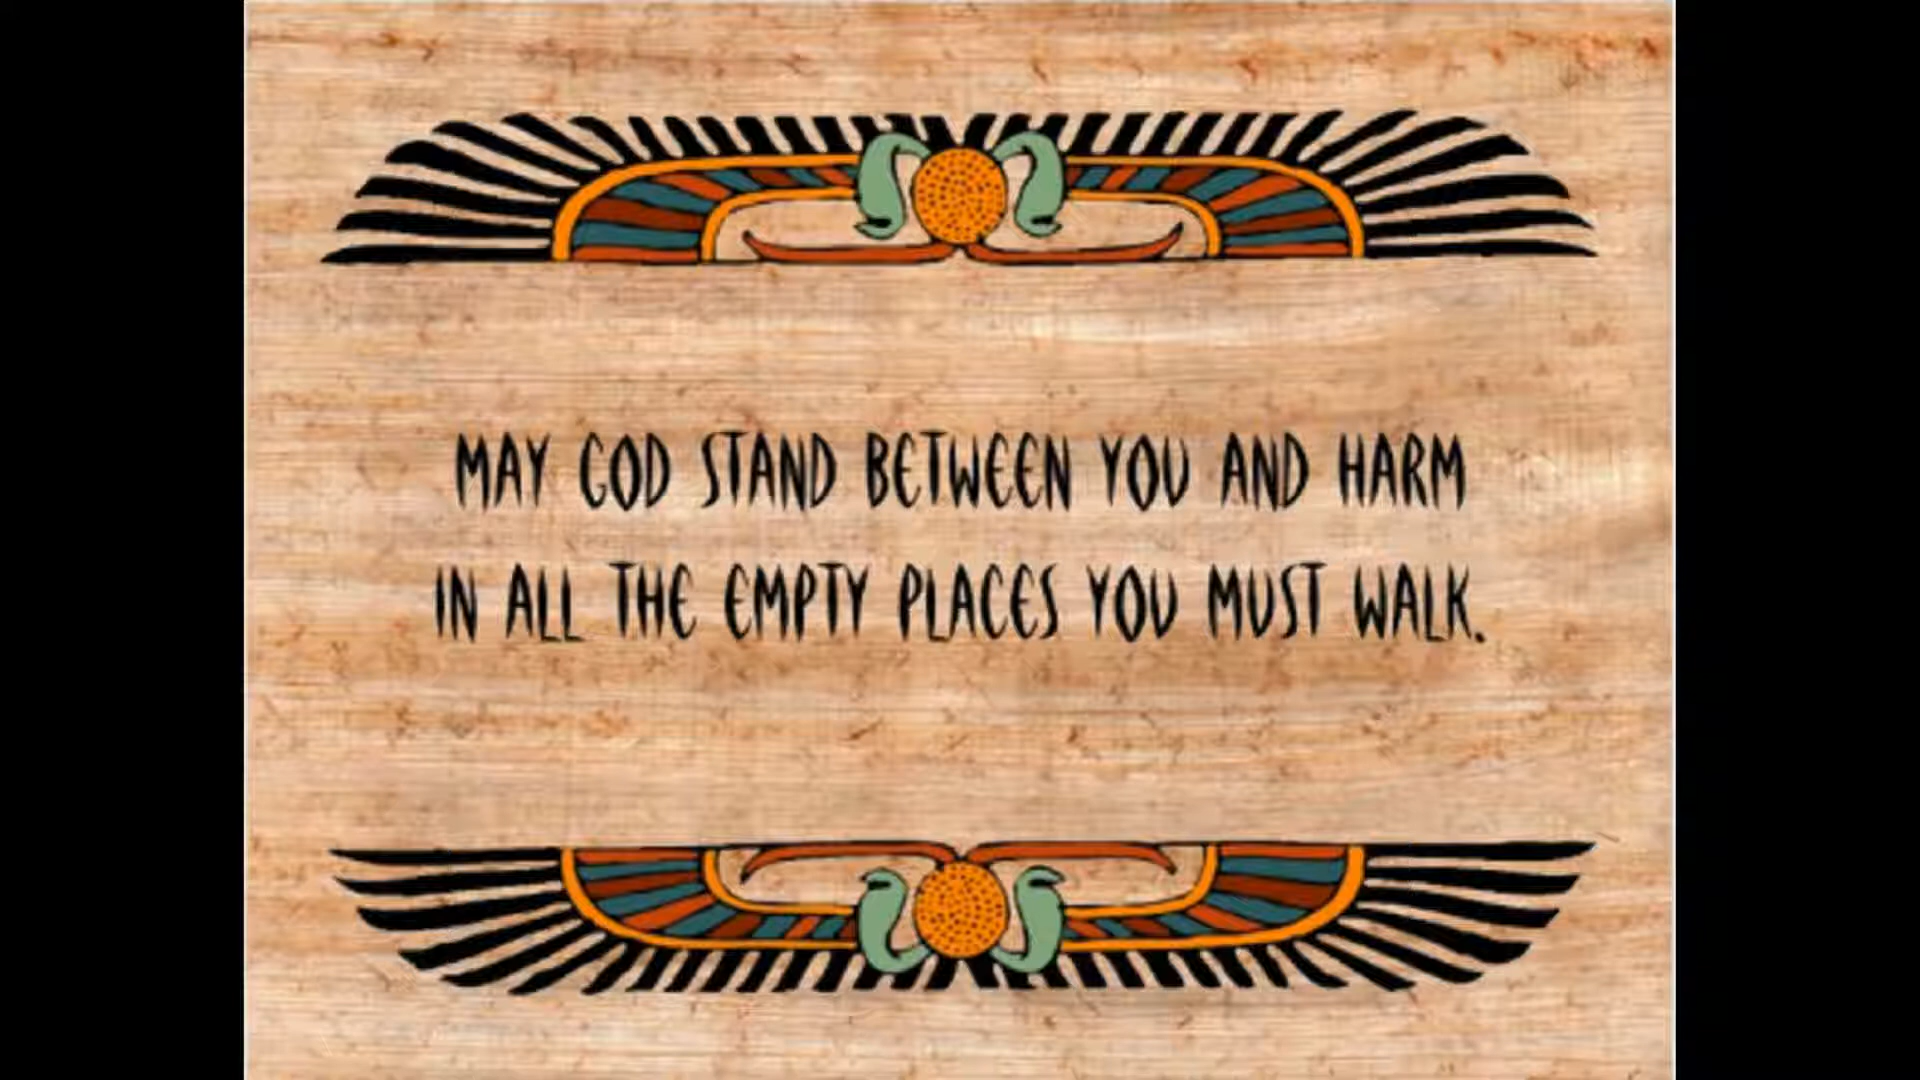 MAY GOD STAND BETWEEN YOU AND HARM
IN ALL THE EMPTY PLACES YOU MUST WALK.